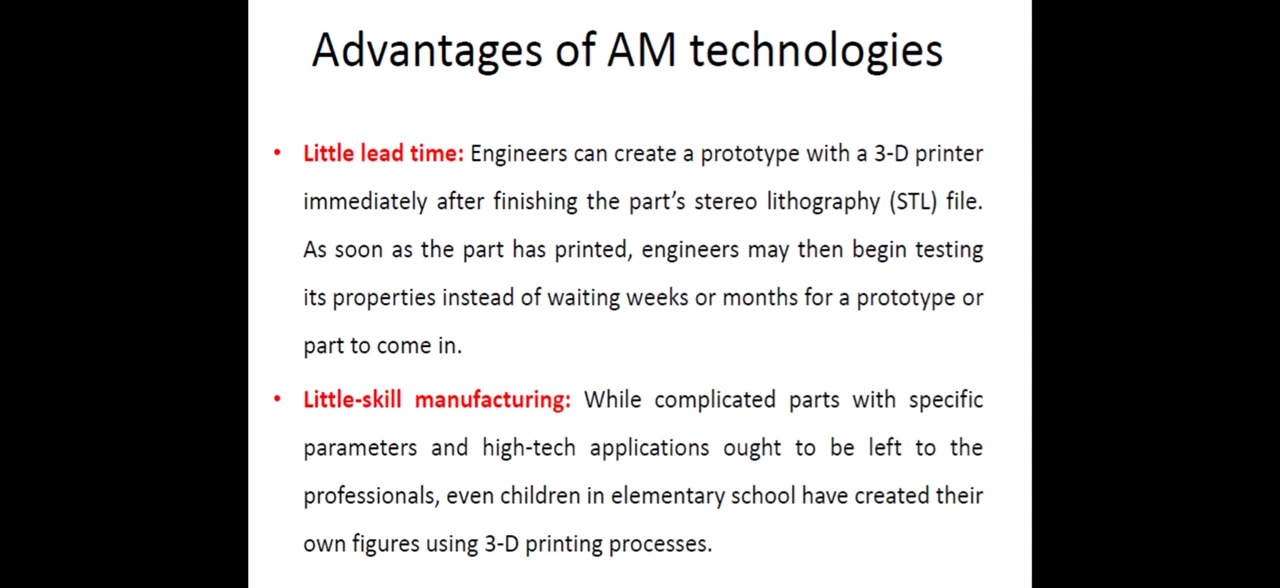 Advantages of AM technologies
• Little lead time: Engineers can create a prototype with a 3-D printer
immediately after finishing the part's stereo lithography (STL) file.
As soon as the part has printed, engineers may then begin testing
its properties instead of waiting weeks or months for a prototype or
part to come in.
• Little-skill manufacturing: While complicated parts with specific
parameters and high-tech applications ought to be left to the
professionals, even children in elementary school have created their
own figures using 3-D printing processes.